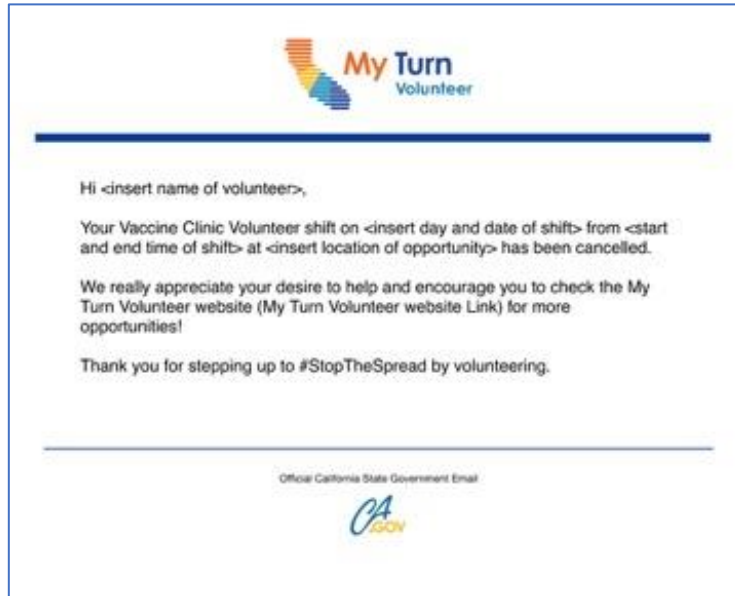 My Turn
Volunteer
Hi <insert name of volunteer>,
Your Vaccine Clinic Volunteer shift on <insert day and date of shift> from <start
and end time of shift> at <insert location of opportunity> has been cancelled.
We really appreciate your desire to help and encourage you to check the My
Turn Volunteer website (My Turn Volunteer website Link) for more
opportunities!
Thank you for stepping up to #StopTheSpread by volunteering.
Official California State Government Email
CA.GOV